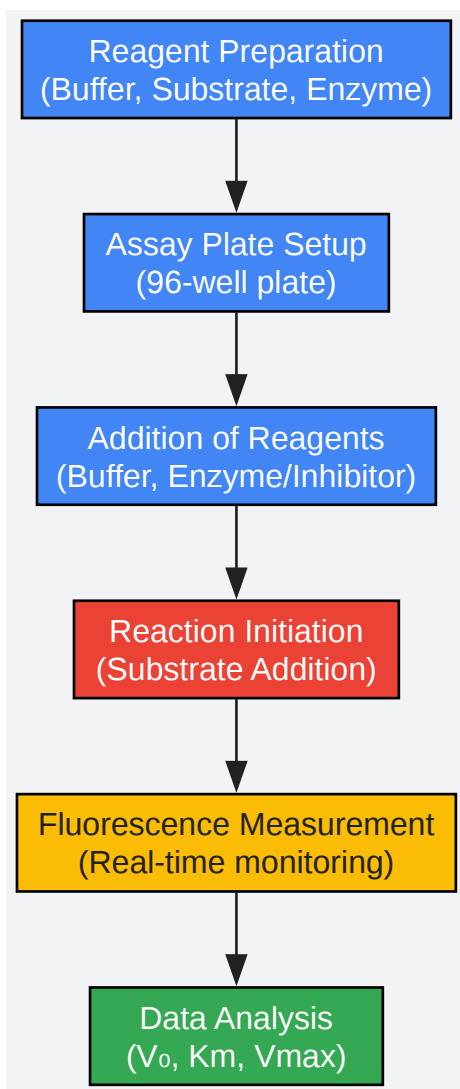 Reagent Preparation
(Buffer, Substrate, Enzyme)
Assay Plate Setup
(96-well plate)
Addition of Reagents
(Buffer, Enzyme/Inhibitor)
Reaction Initiation
(Substrate Addition)
Fluorescence Measurement
(Real-time monitoring)
Data Analysis
(V₀, Km, Vmax)